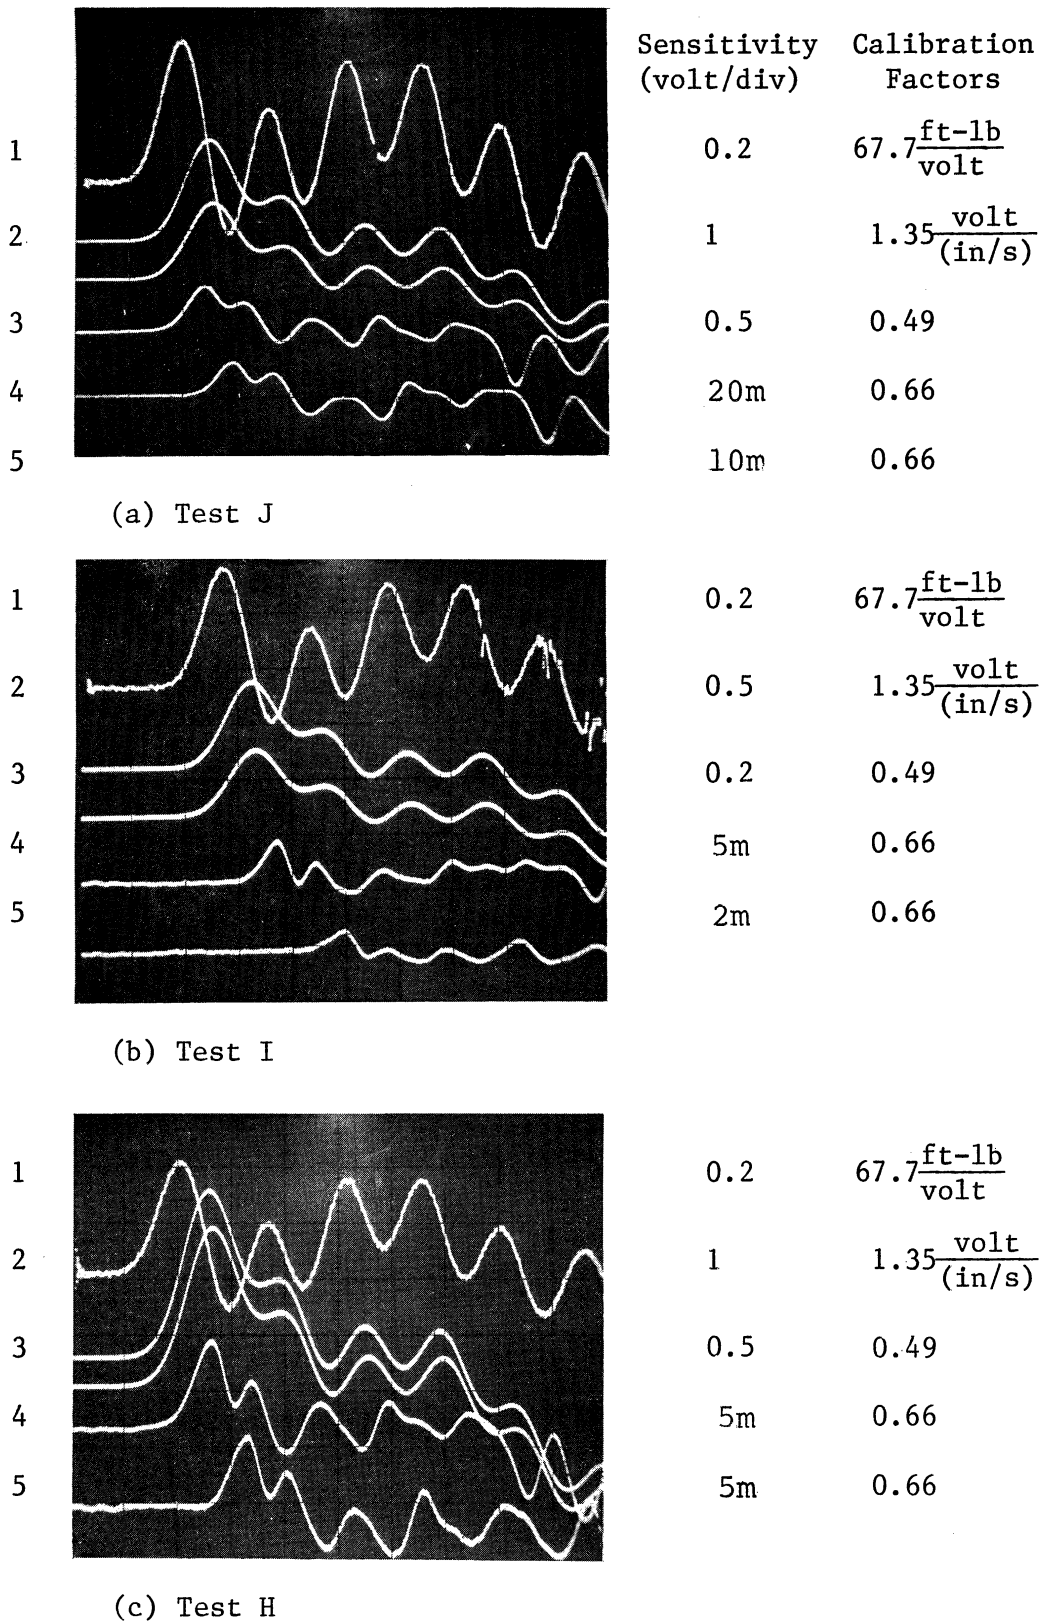 Sensitivity Calibration
(volt/div) Factors
1 0.2 67.7 ft-lb/volt
2 1 1.35 volt/(in/s)
3 0.5 0.49
4 20m 0.66
5 10m 0.66
(a) Test J
1 0.2 67.7 ft-lb/volt
2 0.5 1.35 volt/(in/s)
3 0.2 0.49
4 5m 0.66
5 2m 0.66
(b) Test I
1 0.2 67.7 ft-lb/volt
2 1 1.35 volt/(in/s)
3 0.5 0.49
4 5m 0.66
5 5m 0.66
(c) Test H